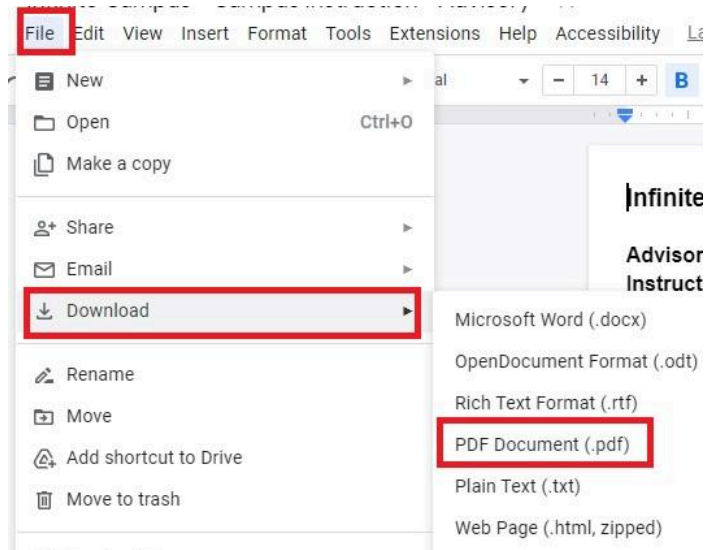 File Edit View Insert Format Tools Extensions Help Accessibility
New
al - 14 + B
Open Ctrl+O
Make a copy
Infinite
Share
Advisor
Email
Instruct
Download
Microsoft Word (.docx)
OpenDocument Format (.odt)
Rename
Rich Text Format (.rtf)
Move
PDF Document (.pdf)
Add shortcut to Drive
Plain Text (.txt)
Move to trash
Web Page (.html, zipped)